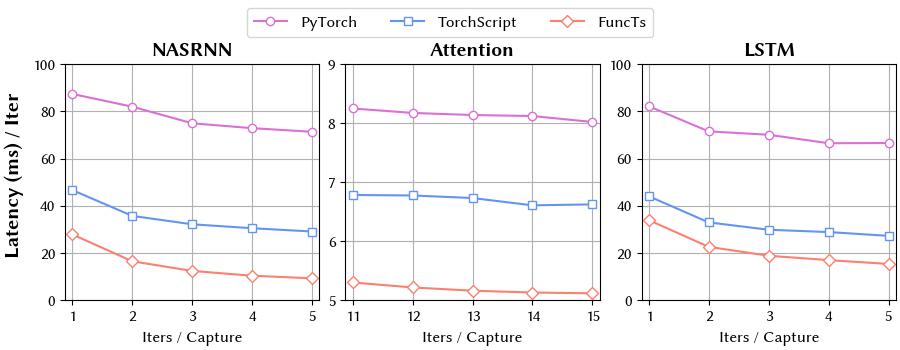 PyTorch TorchScript FuncTs
NASRNN Attention LSTM
Latency (ms) / Iter
100
80
60
40
20
0
1 2 3 4 5
Iters / Capture
9
8
7
6
5
11 12 13 14 15
Iters / Capture
100
80
60
40
20
0
1 2 3 4 5
Iters / Capture